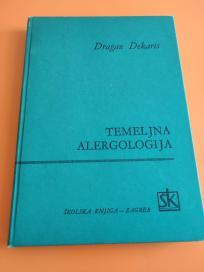 Dragan Dekaris
TEMELJNA
ALERGOLOGIJA
ŠK
ŠKOLSKA KNJIGA – ZAGREB